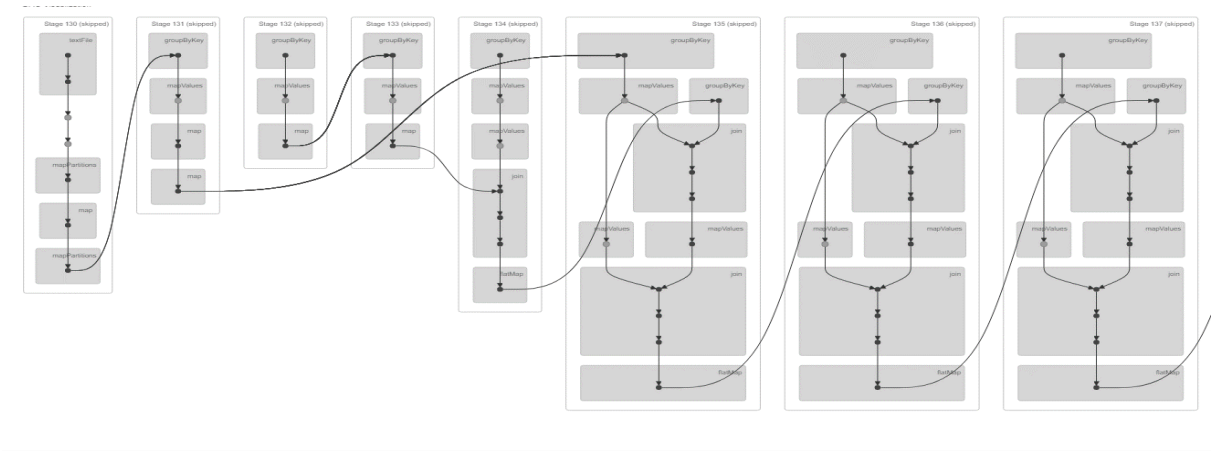 Stage 130 (skipped)
textFile
mapPartitions
map
mapPartitions
Stage 131 (skipped)
groupByKey
mapValues
map
map
Stage 132 (skipped)
groupByKey
mapValues
map
Stage 133 (skipped)
groupByKey
mapValues
map
Stage 134 (skipped)
groupByKey
mapValues
mapValues
join
flatMap
Stage 135 (skipped)
groupByKey
mapValues
groupByKey
join
mapValues
mapValues
join
flatMap
Stage 136 (skipped)
groupByKey
mapValues
groupByKey
join
mapValues
mapValues
join
flatMap
Stage 137 (skipped)
groupByKey
mapValues
groupByKey
join
mapValues
mapValues
join
flatMap